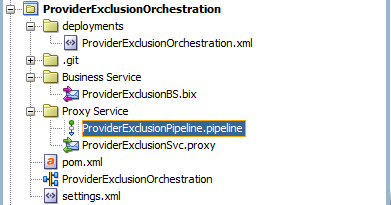 ProviderExclusionOrchestration
deployments
ProviderExclusionOrchestration.xml
.git
Business Service
ProviderExclusionBS.bix
Proxy Service
ProviderExclusionPipeline.pipeline
ProviderExclusionSvc.proxy
pom.xml
ProviderExclusionOrchestration
settings.xml